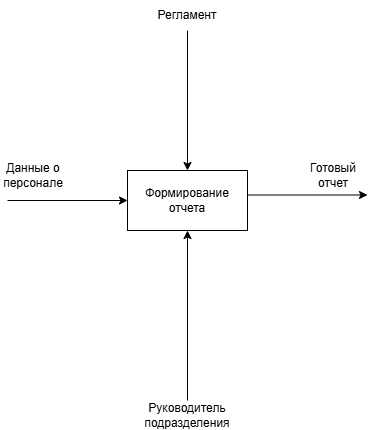 Регламент
Данные о
персонале
Формирование
отчета
Готовый
отчет
Руководитель
подразделения